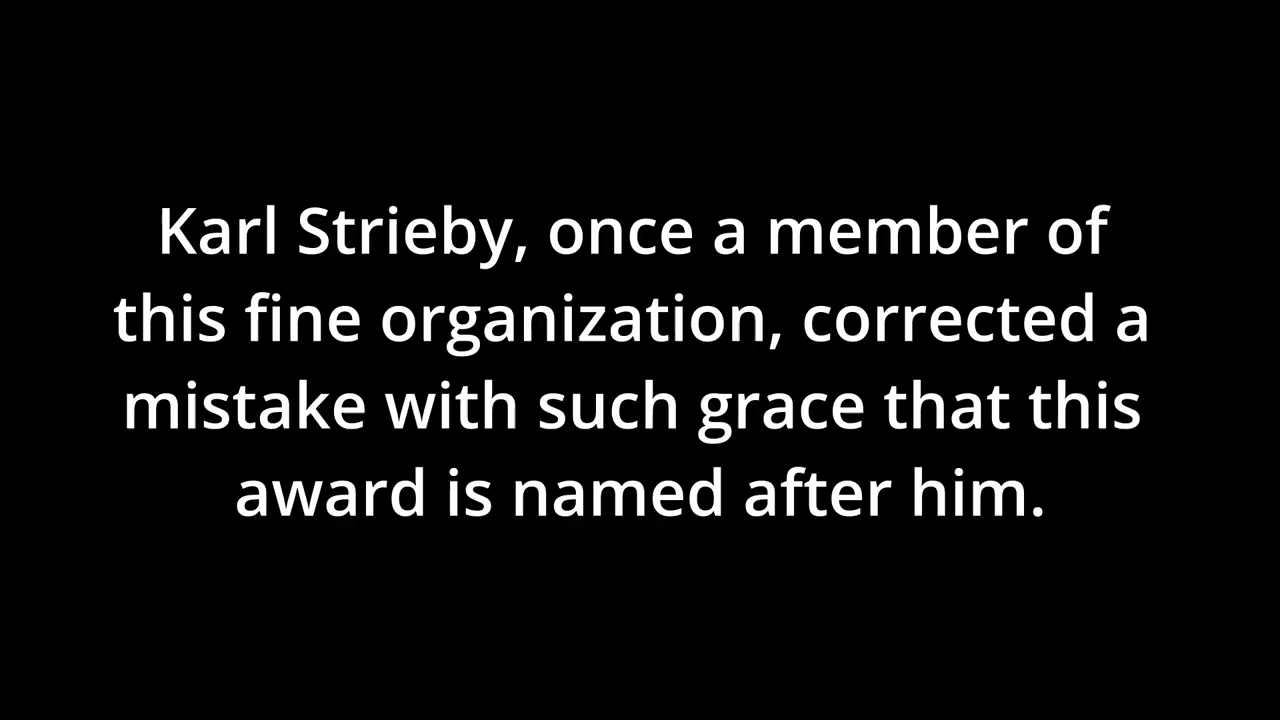 Karl Strieby, once a member of
this fine organization, corrected a
mistake with such grace that this
award is named after him.